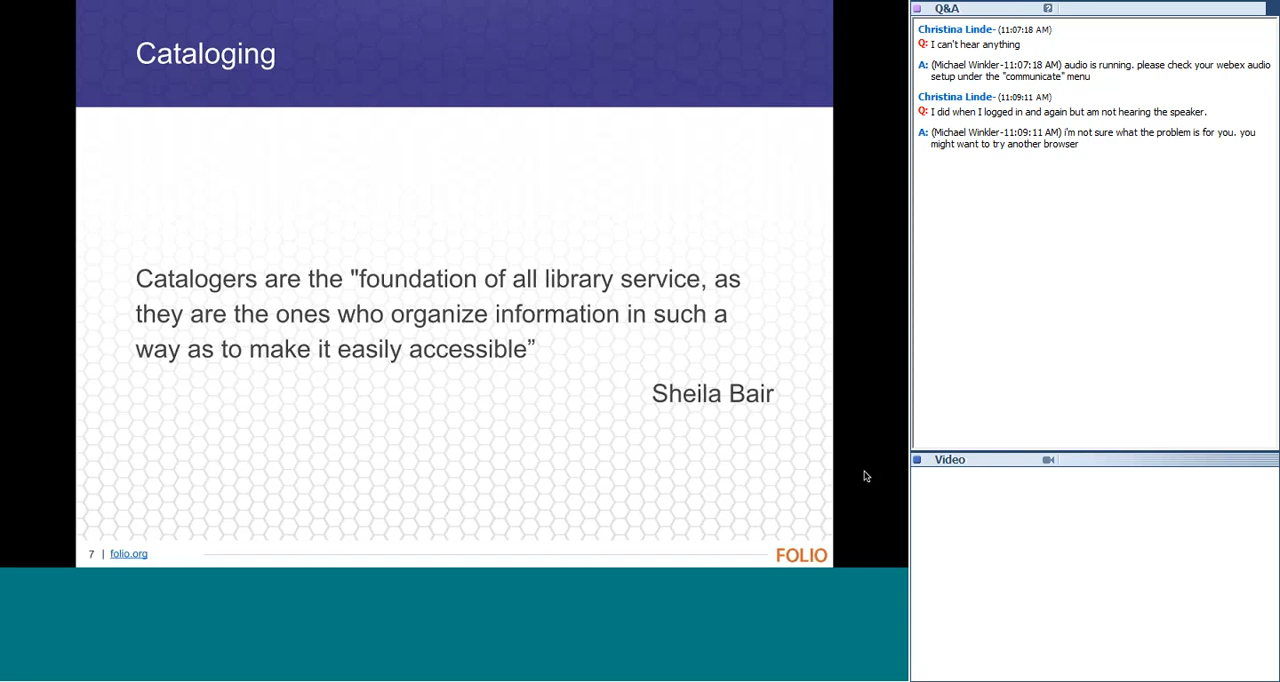 Cataloging
Catalogers are the "foundation of all library service, as
they are the ones who organize information in such a
way as to make it easily accessible”
Sheila Bair
7 | folio.org
FOLIO
Q&A
Christina Linde- (11:07:18 AM)
Q: I can't hear anything
A: (Michael Winkler-11:07:18 AM) audio is running. please check your webex audio
setup under the "communicate" menu
Christina Linde- (11:09:11 AM)
Q: I did when I logged in and again but am not hearing the speaker.
A: (Michael Winkler-11:09:11 AM) i'm not sure what the problem is for you. you
might want to try another browser
Video